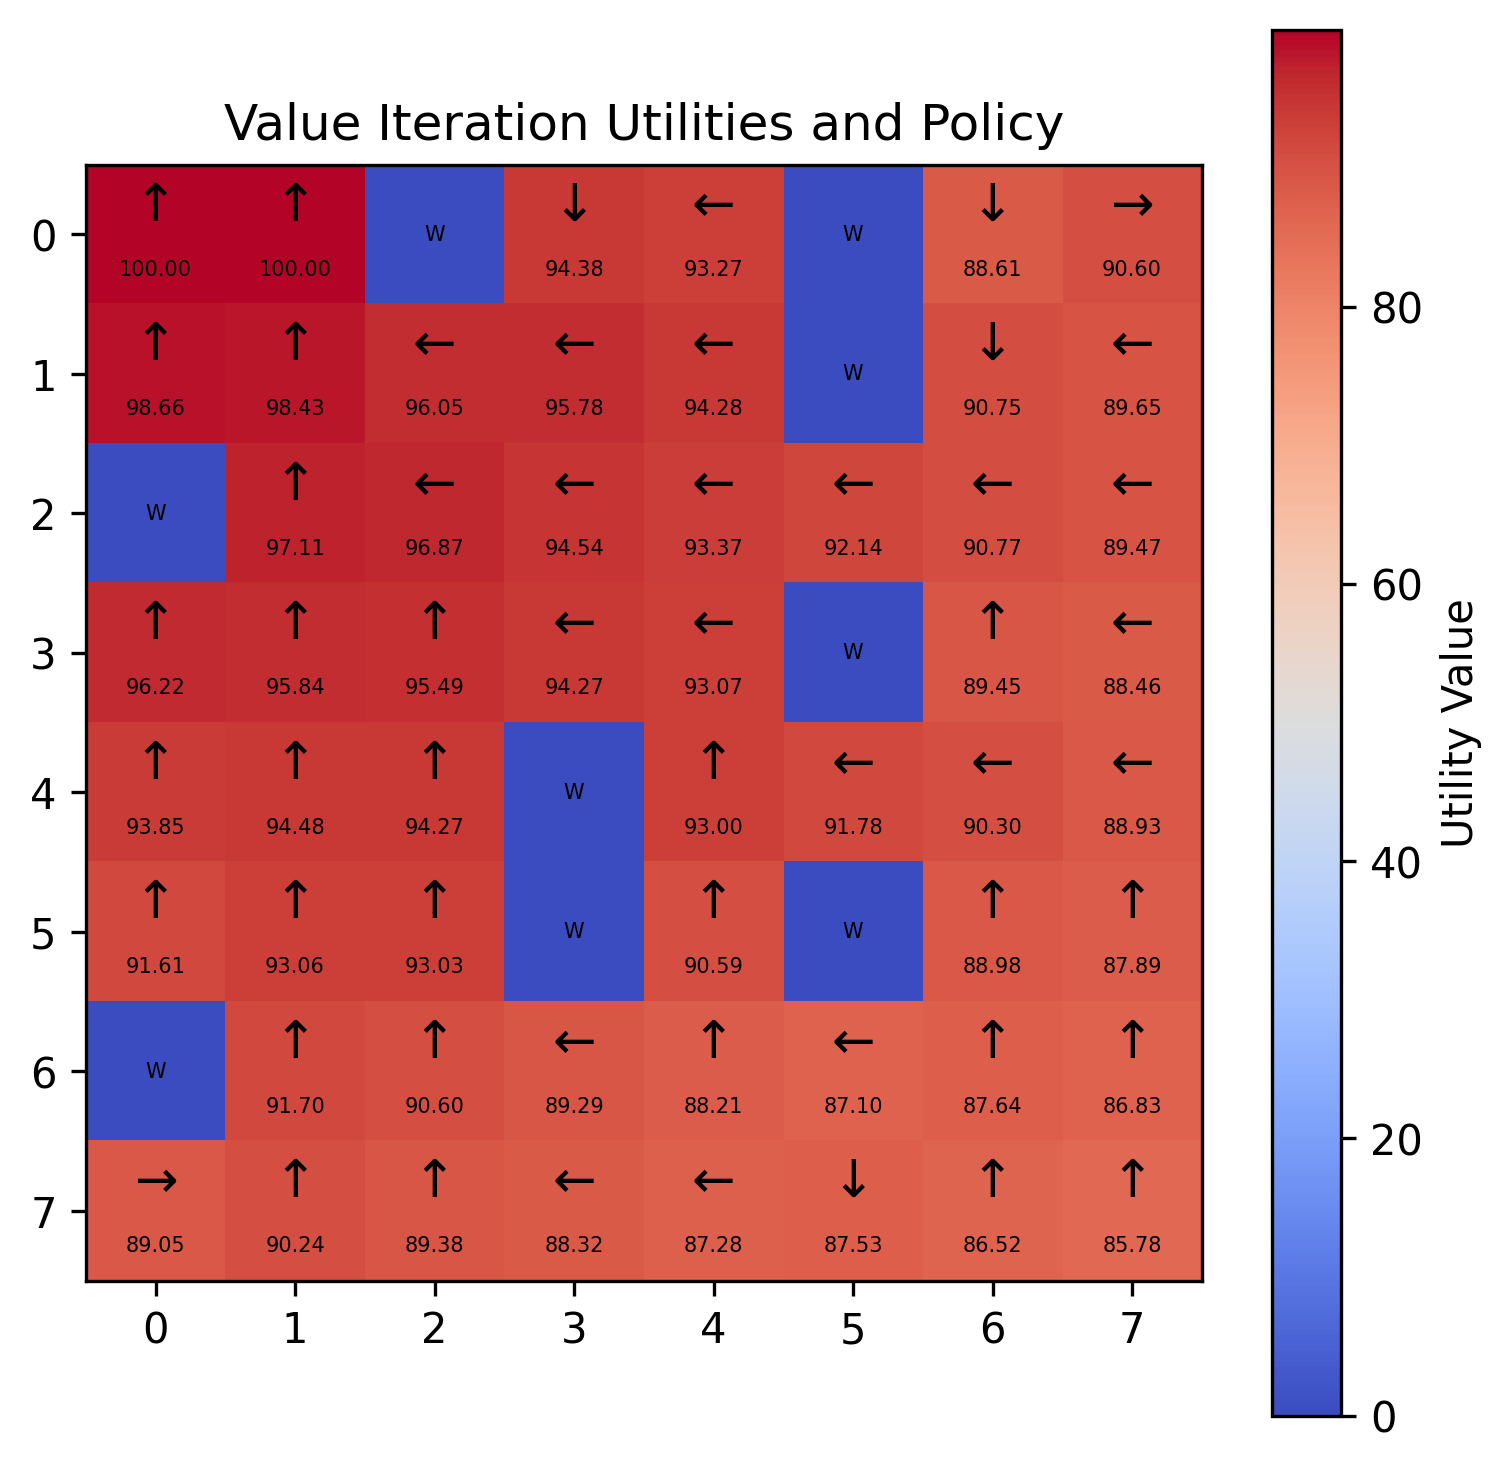 Value Iteration Utilities and Policy
0 ↑ ↑ W ↓ ← W ↓ →
100.00 100.00 94.38 93.27 88.61 90.60
1 ↑ ↑ ← ← ← W ↓ ←
98.66 98.43 96.05 95.78 94.28 90.75 89.65
2 W ↑ ← ← ← ← ← ←
97.11 96.87 94.54 93.37 92.14 90.77 89.47
3 ↑ ↑ ↑ ← ← W ↑ ←
96.22 95.84 95.49 94.27 93.07 89.45 88.46
4 ↑ ↑ ↑ W ↑ ← ← ←
93.85 94.48 94.27 93.00 91.78 90.30 88.93
5 ↑ ↑ ↑ W ↑ W ↑ ↑
91.61 93.06 93.03 90.59 88.98 87.89
6 W ↑ ↑ ← ↑ ← ↑ ↑
91.70 90.60 89.29 88.21 87.10 87.64 86.83
7 → ↑ ↑ ← ← ↓ ↑ ↑
89.05 90.24 89.38 88.32 87.28 87.53 86.52 85.78
0 1 2 3 4 5 6 7
80
60
40
20
0
Utility Value